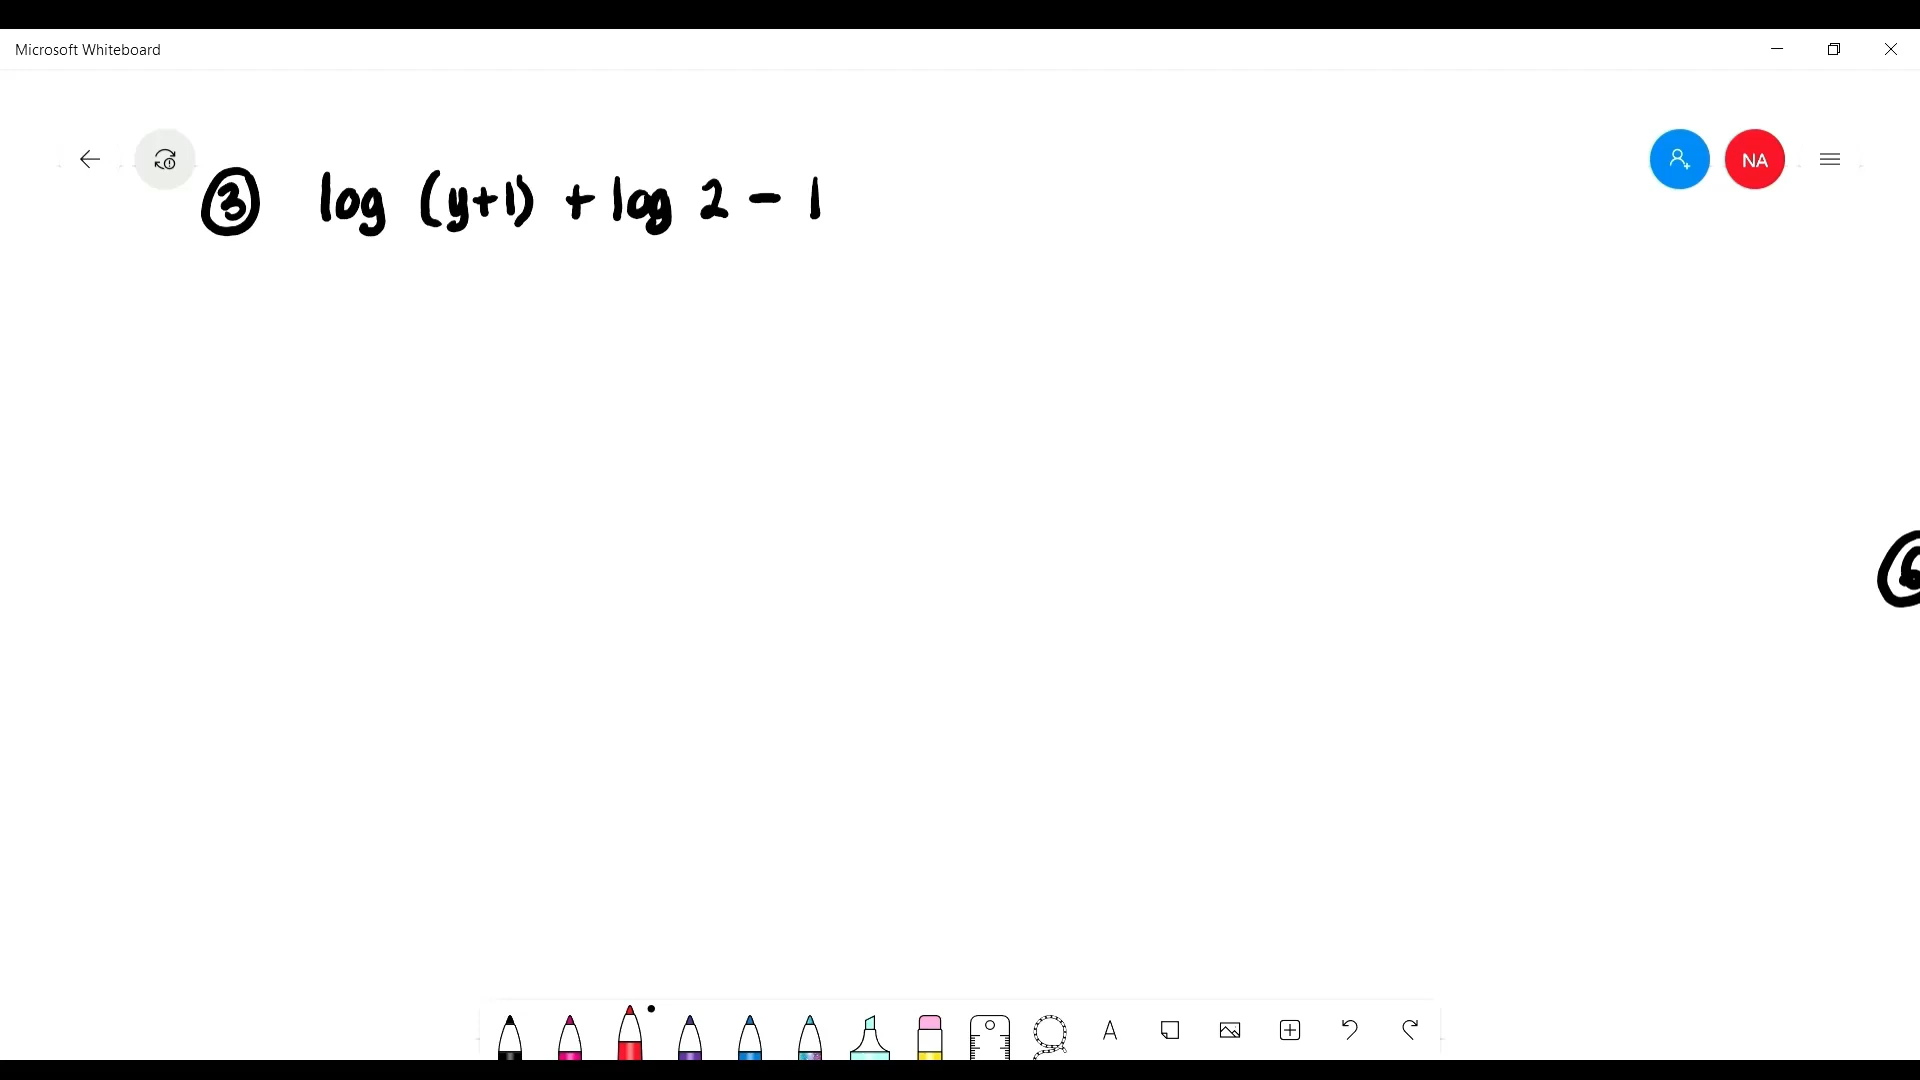 Microsoft Whiteboard
NA
③ log (y+1) + log 2 - 1
A